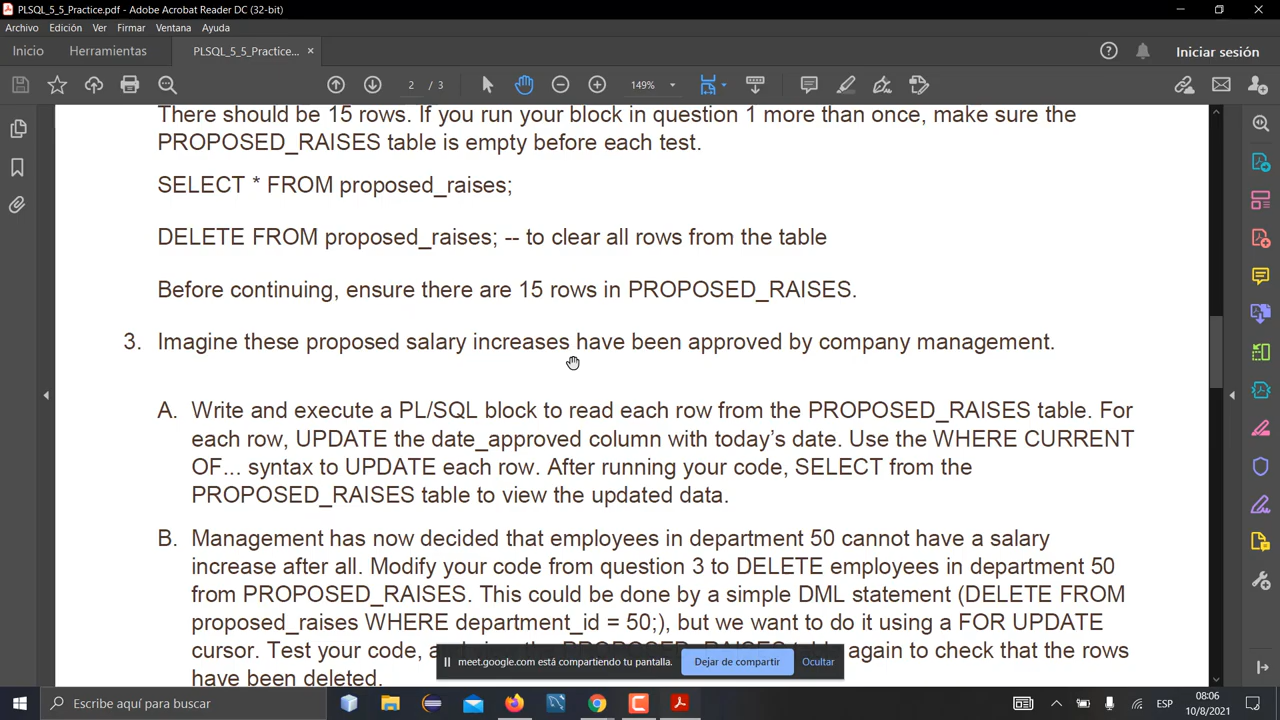 PLSQL_5_5_Practice.pdf - Adobe Acrobat Reader DC (32-bit)
Archivo Edición Ver Firmar Ventana Ayuda
Inicio Herramientas PLSQL_5_5_Practice... × Iniciar sesión
2 / 3 149%
There should be 15 rows. If you run your block in question 1 more than once, make sure the
PROPOSED_RAISES table is empty before each test.
SELECT * FROM proposed_raises;
DELETE FROM proposed_raises; -- to clear all rows from the table
Before continuing, ensure there are 15 rows in PROPOSED_RAISES.
3. Imagine these proposed salary increases have been approved by company management.
A. Write and execute a PL/SQL block to read each row from the PROPOSED_RAISES table. For
each row, UPDATE the date_approved column with today's date. Use the WHERE CURRENT
OF... syntax to UPDATE each row. After running your code, SELECT from the
PROPOSED_RAISES table to view the updated data.
B. Management has now decided that employees in department 50 cannot have a salary
increase after all. Modify your code from question 3 to DELETE employees in department 50
from PROPOSED_RAISES. This could be done by a simple DML statement (DELETE FROM
proposed_raises WHERE department_id = 50;), but we want to do it using a FOR UPDATE
cursor. Test your code, again to check that the rows
meet.google.com está compartiendo tu pantalla. Dejar de compartir Ocultar
have been deleted.
Escribe aquí para buscar ESP 08:06
10/8/2021